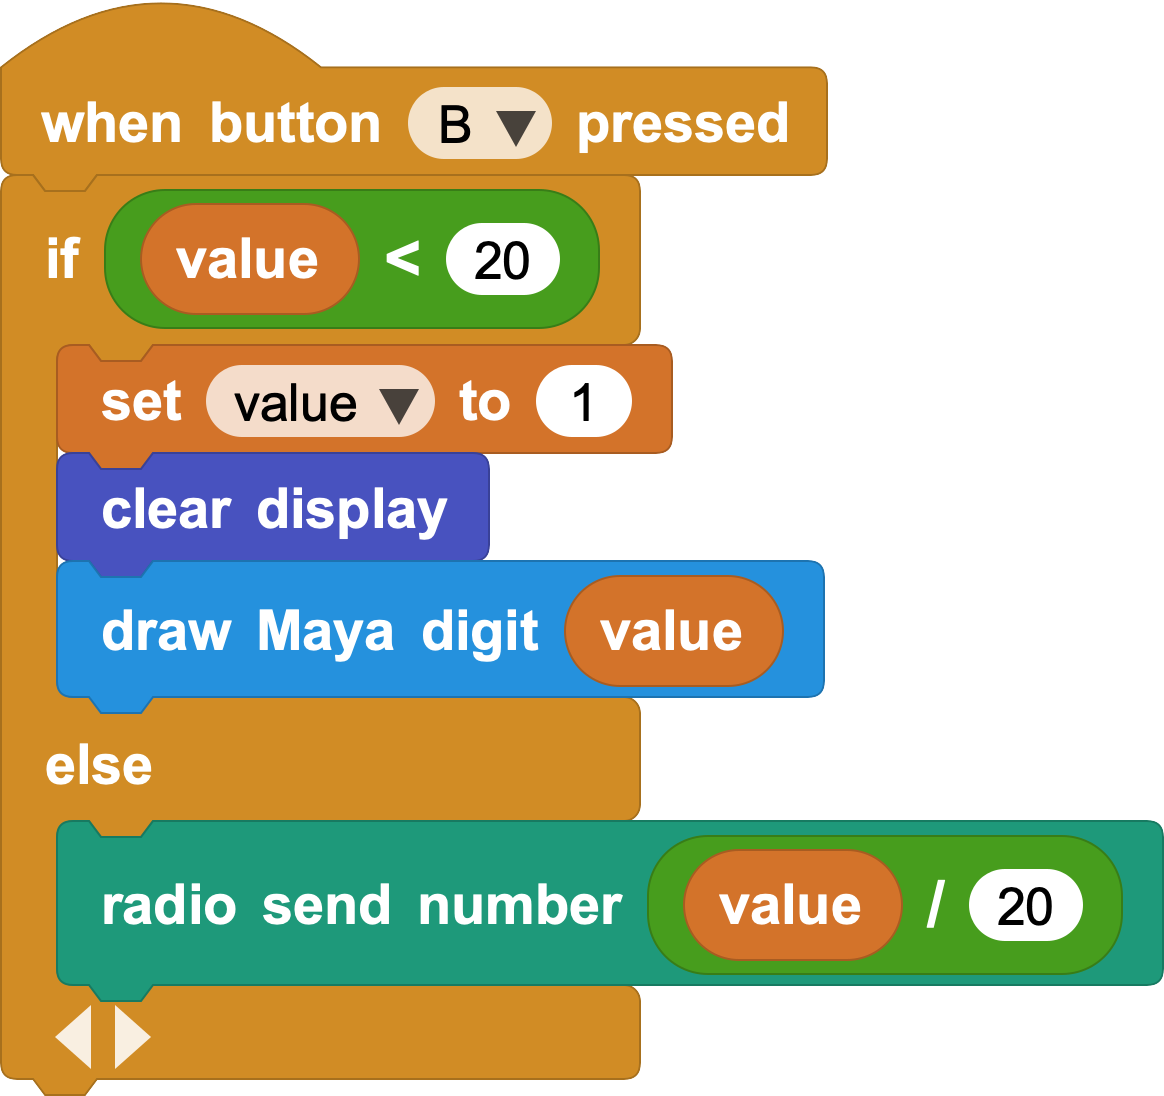 when button B pressed
if value < 20
set value to 1
clear display
draw Maya digit value
else
radio send number value / 20